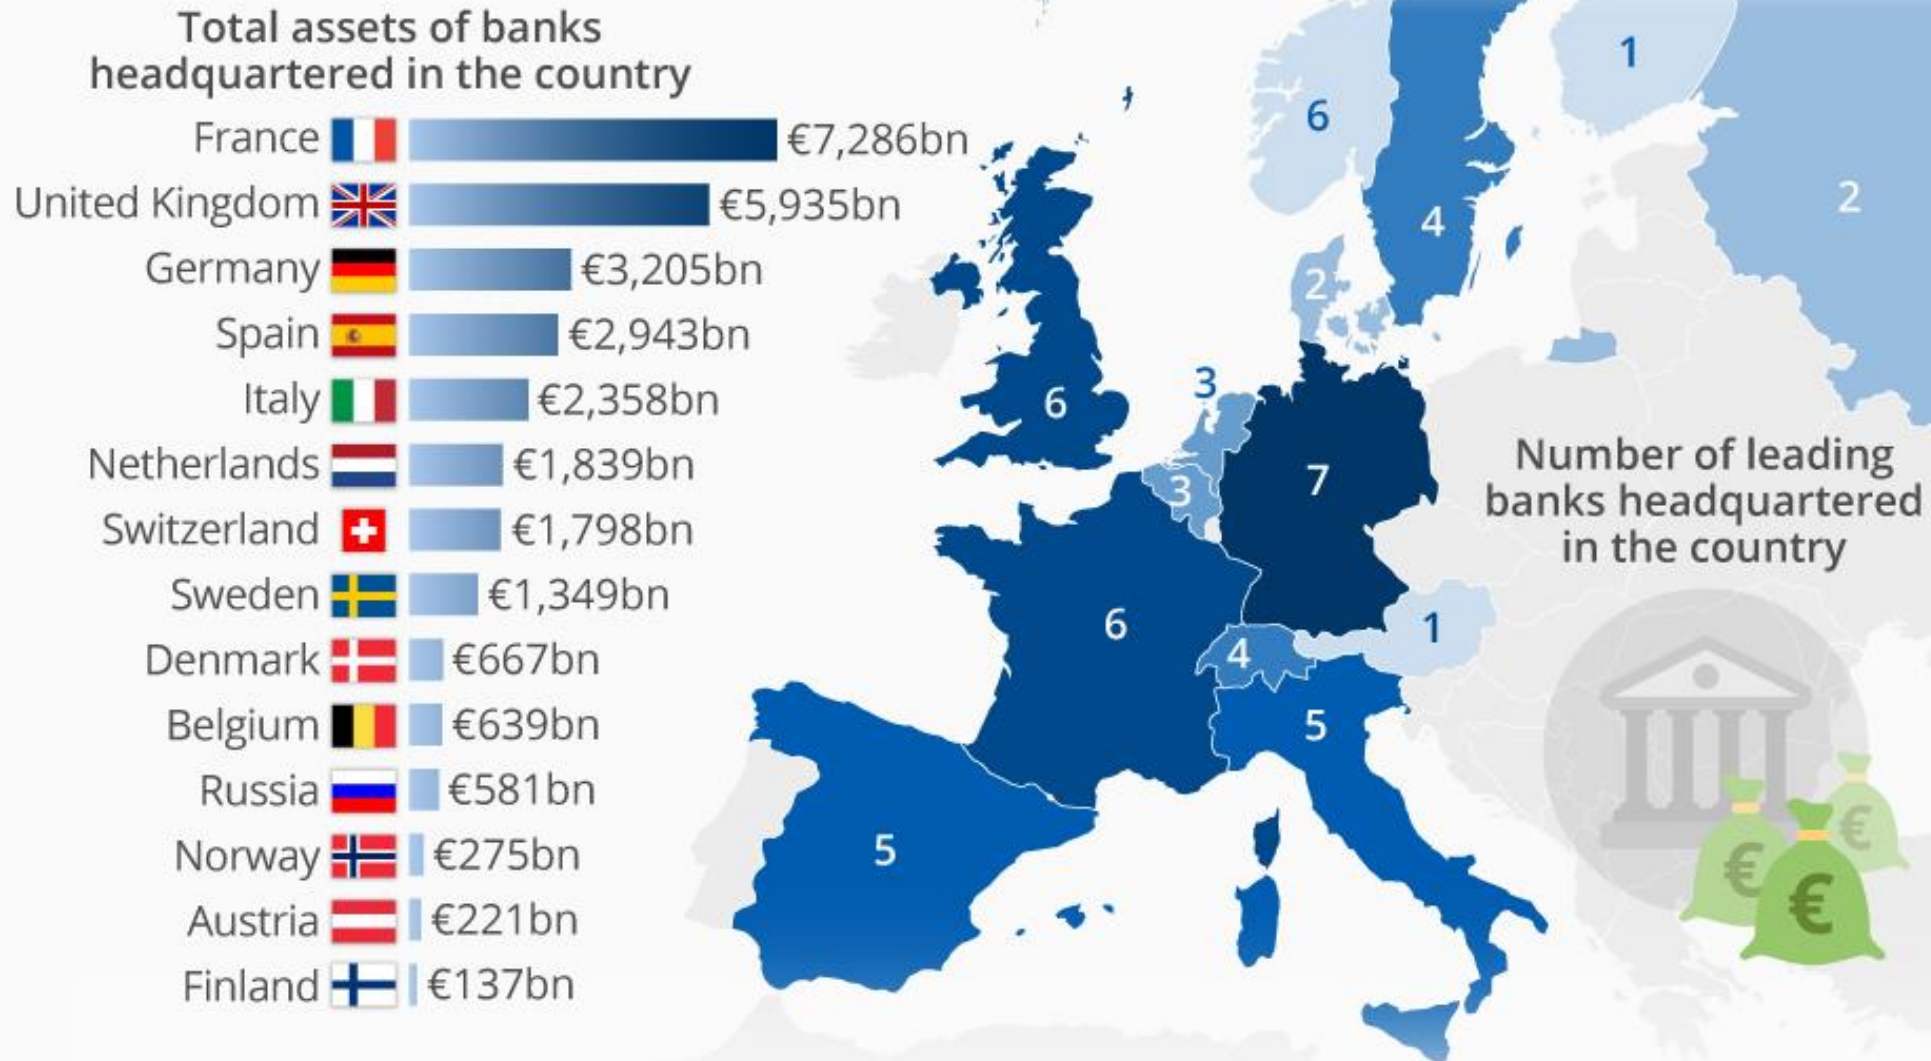 Total assets of banks
headquartered in the country
France €7,286bn
United Kingdom €5,935bn
Germany €3,205bn
Spain €2,943bn
Italy €2,358bn
Netherlands €1,839bn
Switzerland €1,798bn
Sweden €1,349bn
Denmark €667bn
Belgium €639bn
Russia €581bn
Norway €275bn
Austria €221bn
Finland €137bn
1
6
2
4
2
3
6
3
7
6
4
1
5
5
Number of leading
banks headquartered
in the country
€
€
€